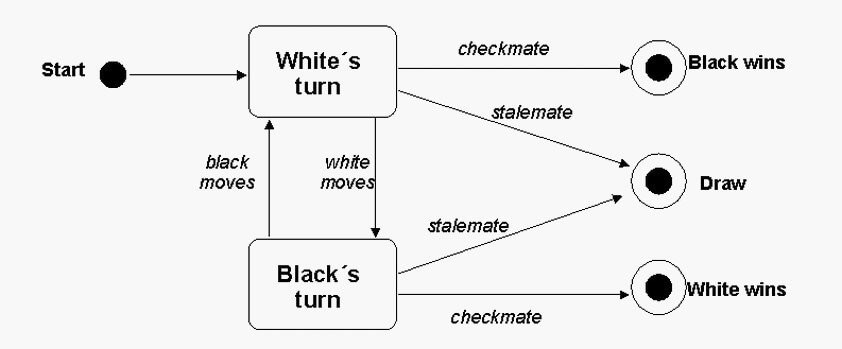 checkmate
White´s
turn
Start
Black wins
stalemate
black
moves
white
moves
Draw
stalemate
Black´s
turn
White wins
checkmate